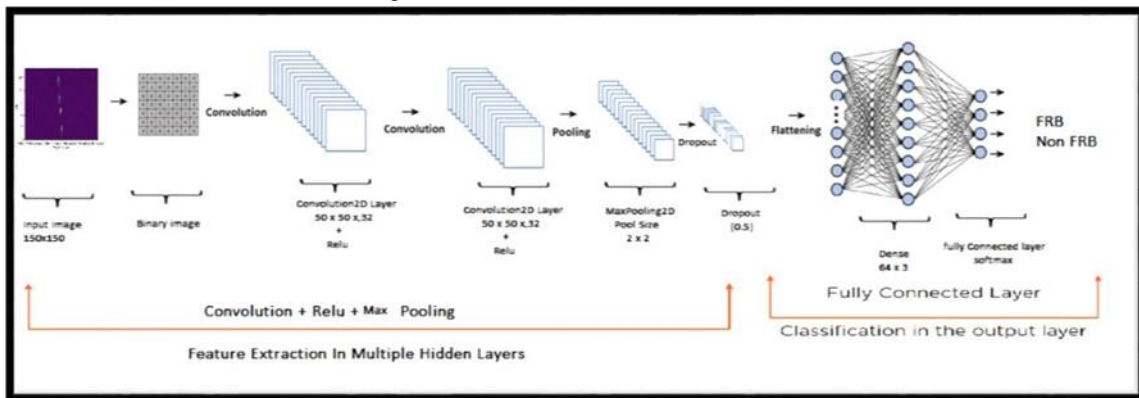 Convolution
Convolution
Pooling
Dropout
Flattening
FRB
Non FRB
Input Image
150x150
Binary image
Convolution2D Layer
50 x 50 x,32
+
Relu
Convolution2D Layer
50 x 50 x,32
+
Relu
MaxPooling2D
Pool Size
2 x 2
Dropout
[0.5]
Dense
64 x 3
fully Connected layer
softmax
Convolution + Relu + Max Pooling
Feature Extraction In Multiple Hidden Layers
Fully Connected Layer
Classification in the output layer